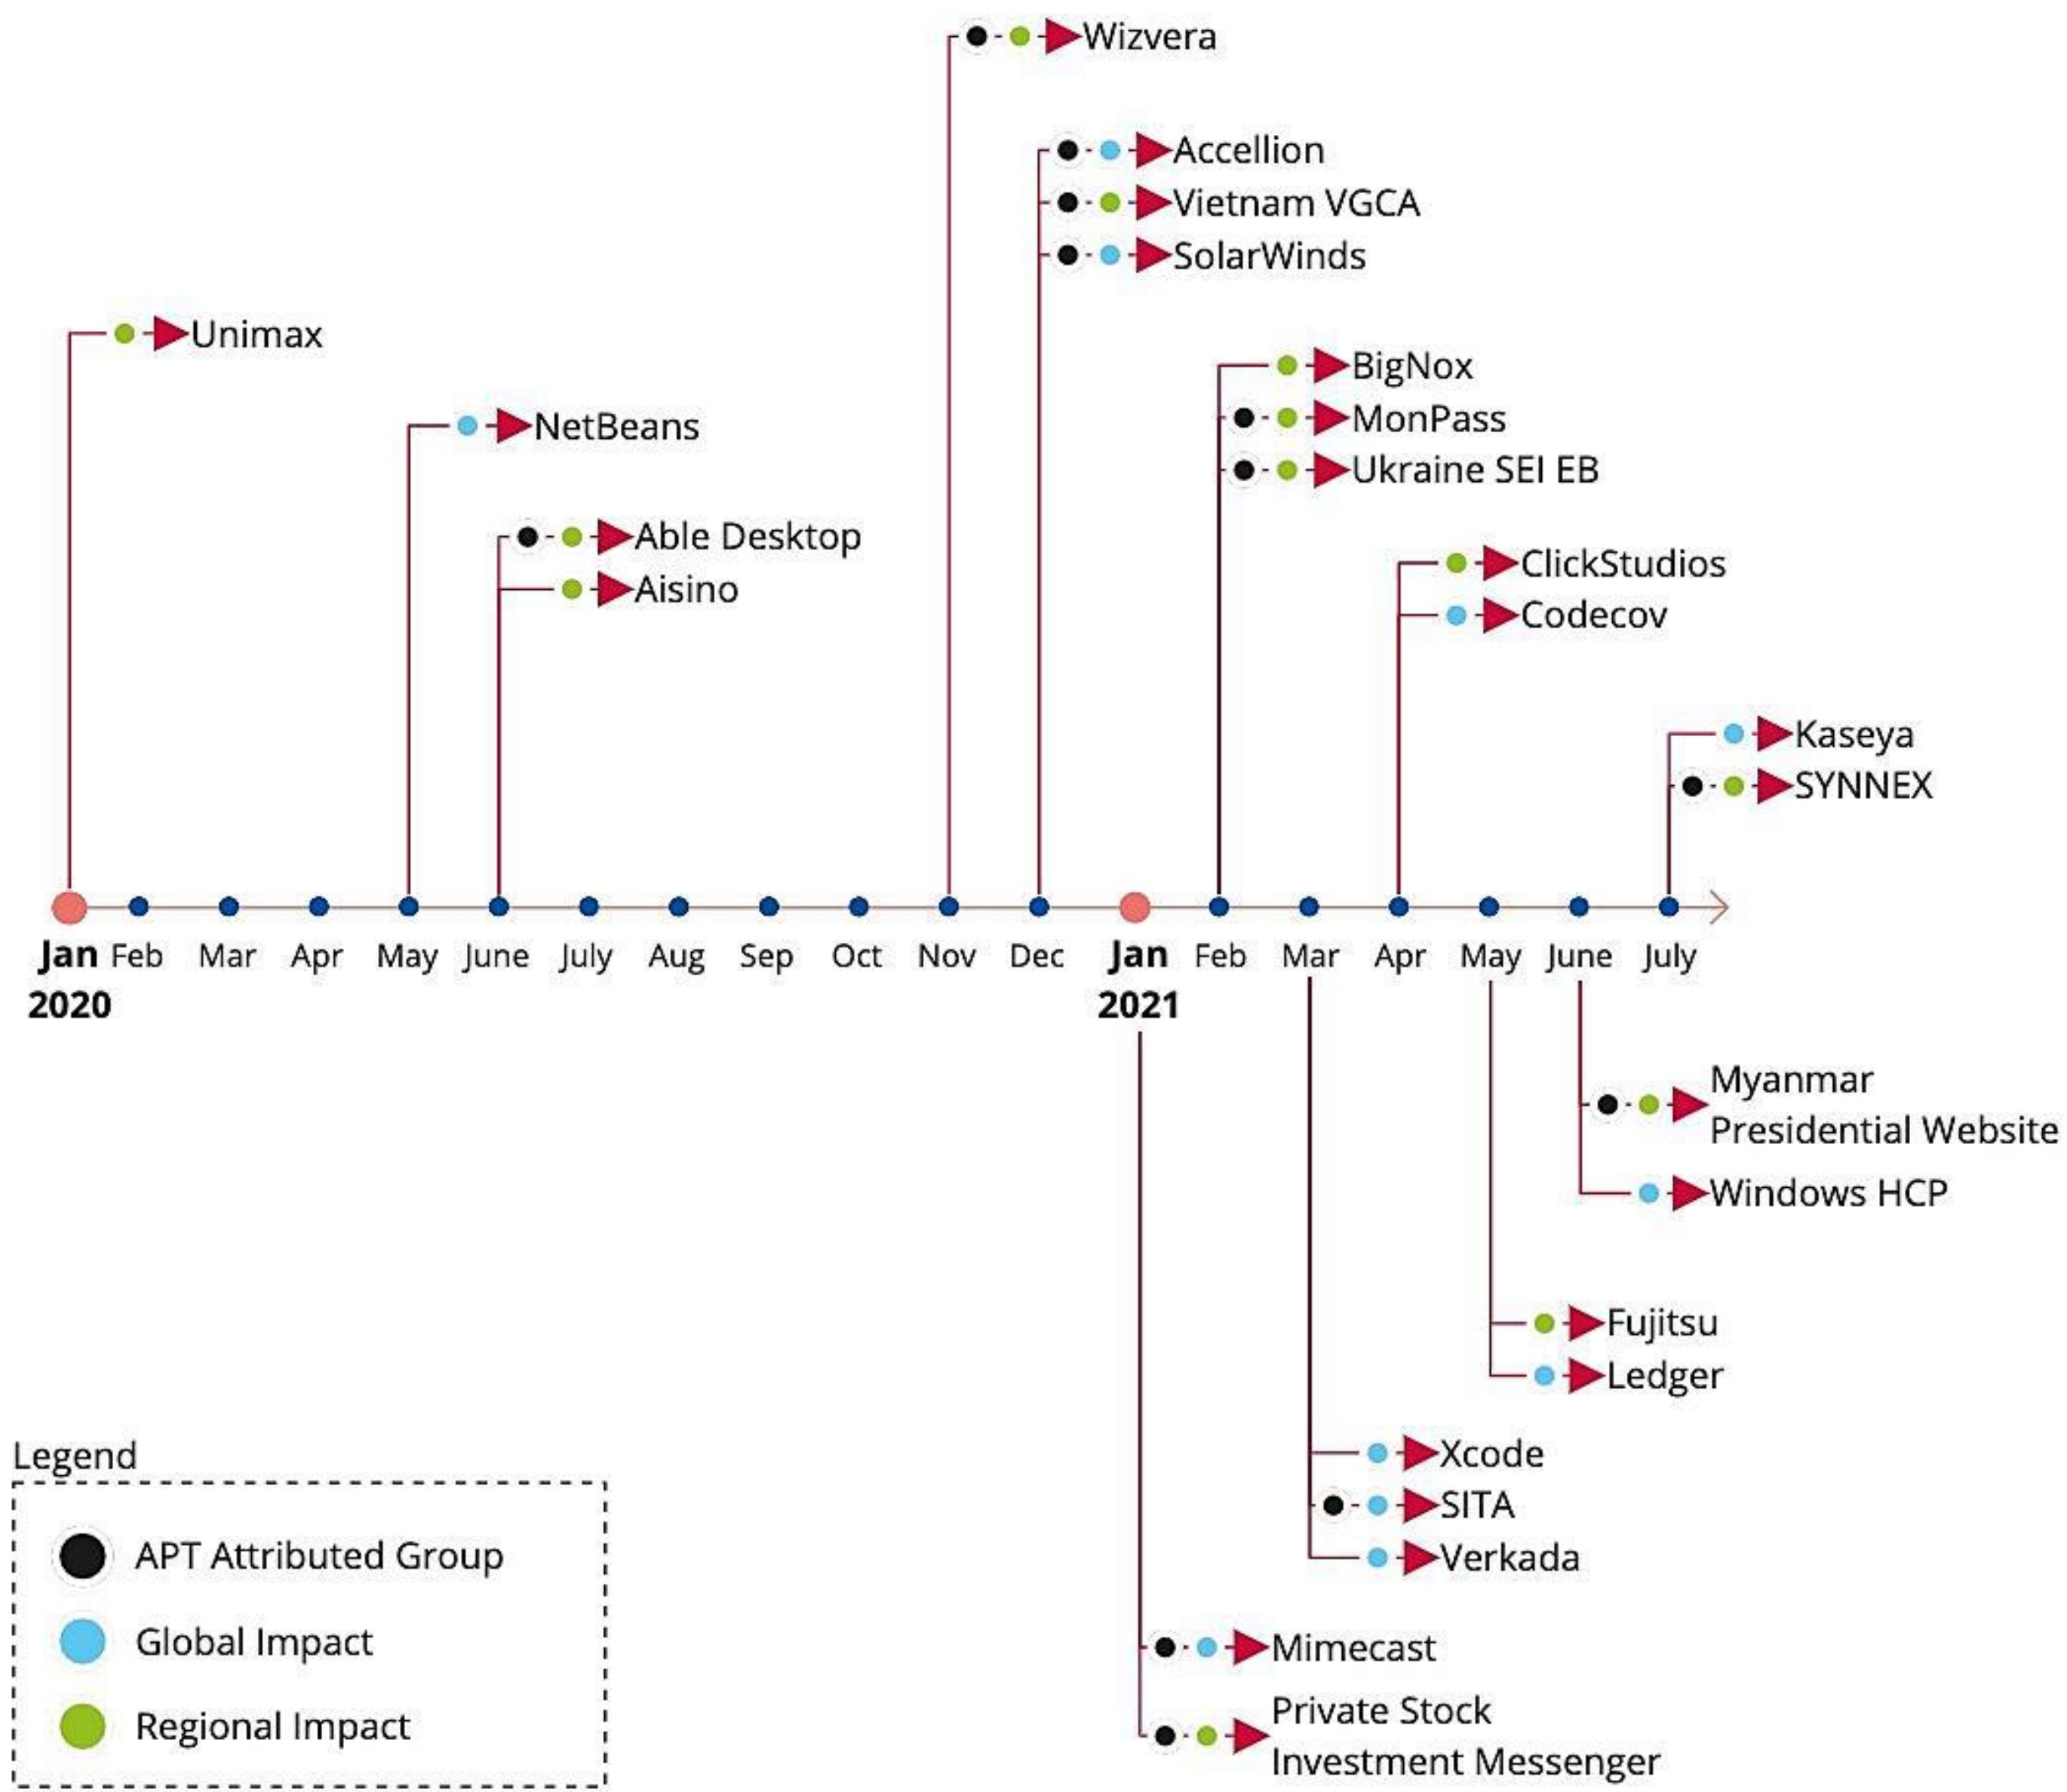 Wizvera
Accellion
Vietnam VGCA
SolarWinds
Unimax
BigNox
NetBeans
MonPass
Ukraine SEI EB
Able Desktop
ClickStudios
Aisino
Codecov
Kaseya
SYNNEX
Jan Feb Mar Apr May June July Aug Sep Oct Nov Dec Jan Feb Mar Apr May June July
2020 2021
Myanmar
Presidential Website
Windows HCP
Fujitsu
Ledger
Xcode
SITA
Verkada
Mimecast
Private Stock
Investment Messenger
Legend
APT Attributed Group
Global Impact
Regional Impact